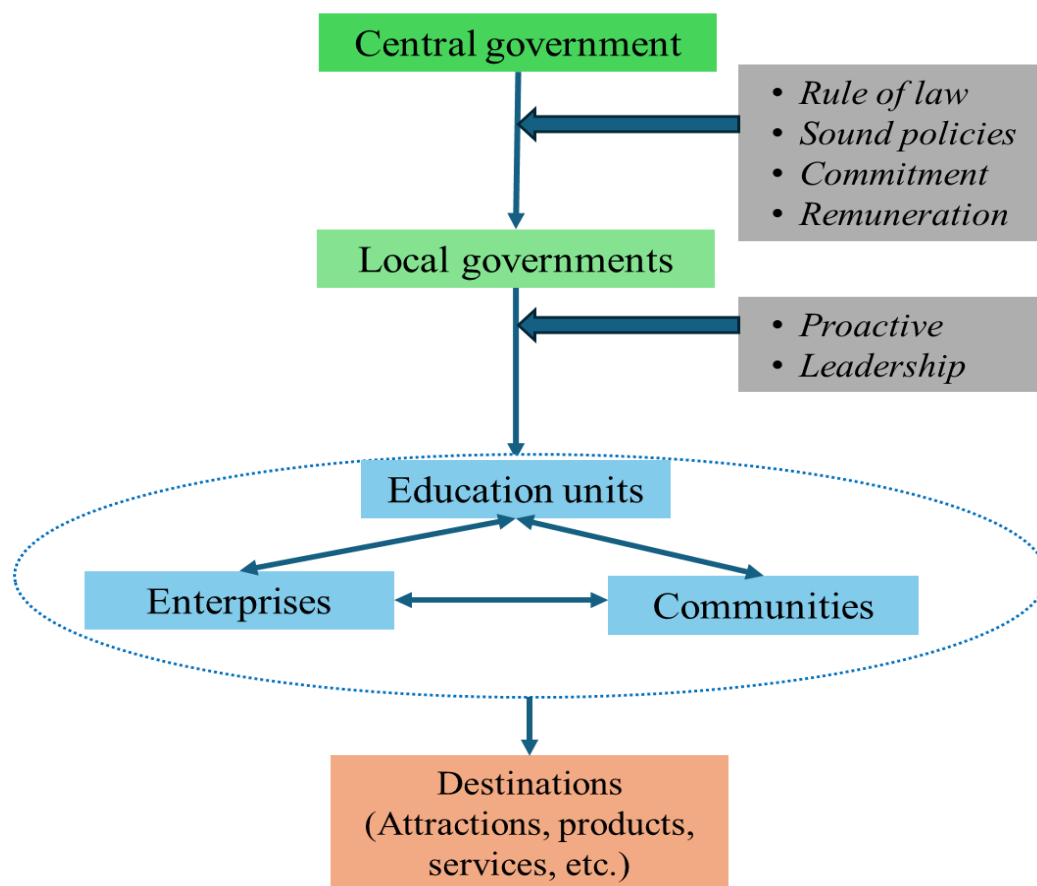 Central government
• Rule of law
• Sound policies
• Commitment
• Remuneration
Local governments
• Proactive
• Leadership
Education units
Enterprises
Communities
Destinations
(Attractions, products,
services, etc.)